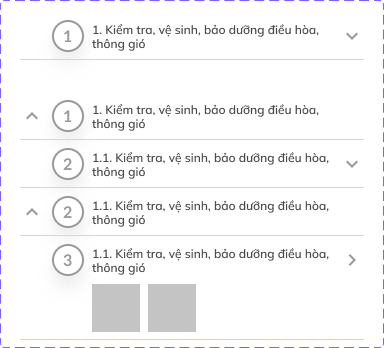 1
1. Kiểm tra, vệ sinh, bảo dưỡng điều hòa,
thông gió
1
1. Kiểm tra, vệ sinh, bảo dưỡng điều hòa,
thông gió
2
1.1. Kiểm tra, vệ sinh, bảo dưỡng điều hòa,
thông gió
2
1.1. Kiểm tra, vệ sinh, bảo dưỡng điều hòa,
thông gió
3
1.1. Kiểm tra, vệ sinh, bảo dưỡng điều hòa,
thông gió